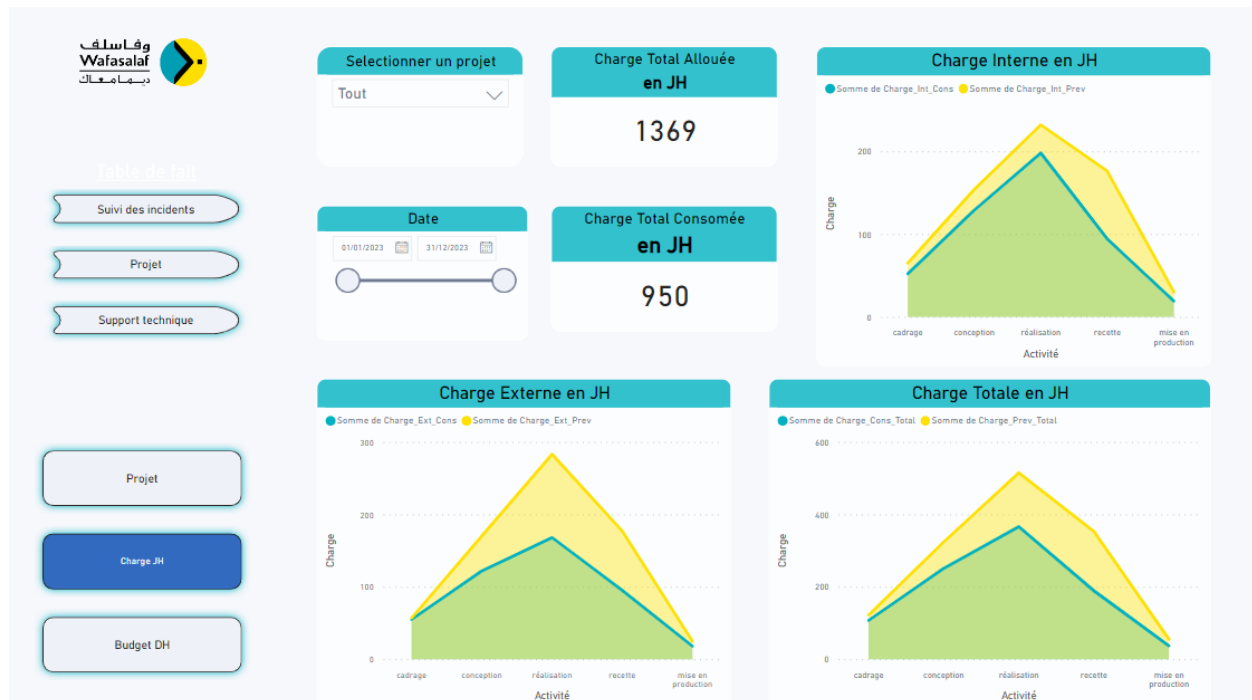 وفاسلف
Wafasalaf
ديـمـا مـعـاك
Table de fait
Suivi des incidents
Projet
Support technique
Projet
Charge JH
Budget DH
Selectionner un projet
Tout
Charge Total Allouée
en JH
1369
Date
01/01/2023 31/12/2023
Charge Total Consomée
en JH
950
Charge Interne en JH
Somme de Charge_Int_Cons Somme de Charge_Int_Prev
Charge
200
100
0
cadrage conception réalisation recette mise en
production
Activité
Charge Externe en JH
Somme de Charge_Ext_Cons Somme de Charge_Ext_Prev
Charge
300
200
100
0
cadrage conception réalisation recette mise en
production
Activité
Charge Totale en JH
Somme de Charge_Cons_Total Somme de Charge_Prev_Total
Charge
600
400
200
0
cadrage conception réalisation recette mise en
production
Activité